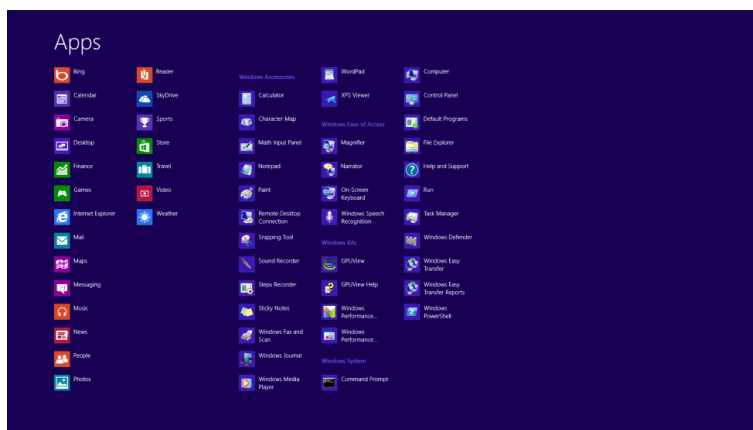 Apps
Bing
Calendar
Camera
Desktop
Finance
Games
Internet Explorer
Mail
Maps
Messaging
Music
News
People
Photos
Reader
SkyDrive
Sports
Store
Travel
Video
Weather
Windows Accessories
Calculator
Character Map
Math Input Panel
Notepad
Paint
Remote Desktop
Connection
Snipping Tool
Sound Recorder
Steps Recorder
Sticky Notes
Windows Fax and
Scan
Windows Journal
Windows Media
Player
WordPad
XPS Viewer
Windows Ease of Access
Magnifier
Narrator
On-Screen
Keyboard
Windows Speech
Recognition
Windows Kits
GPUView
GPUView Help
Windows
Performance...
Windows
Performance...
Windows System
Command Prompt
Computer
Control Panel
Default Programs
File Explorer
Help and Support
Run
Task Manager
Windows Defender
Windows Easy
Transfer
Windows Easy
Transfer Reports
Windows
PowerShell